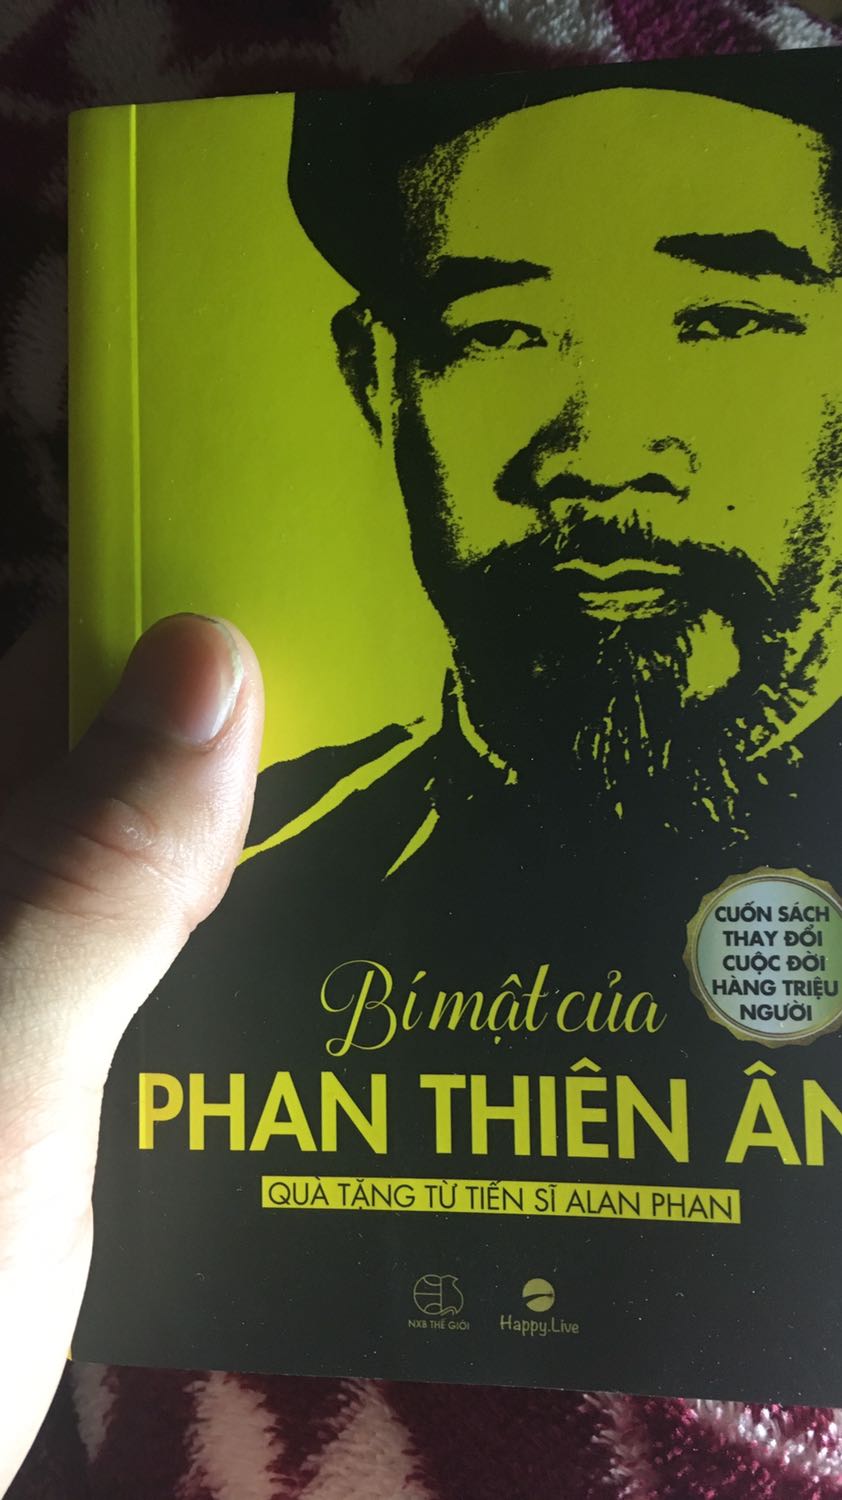 CUỐN SÁCH
THAY ĐỔI
CUỘC ĐỜI
HÀNG TRIỆU
NGƯỜI
Bí mật của
PHAN THIÊN ÂN
QUÀ TẶNG TỪ TIẾN SĨ ALAN PHAN
NXB THẾ GIỚI
Happy.Live